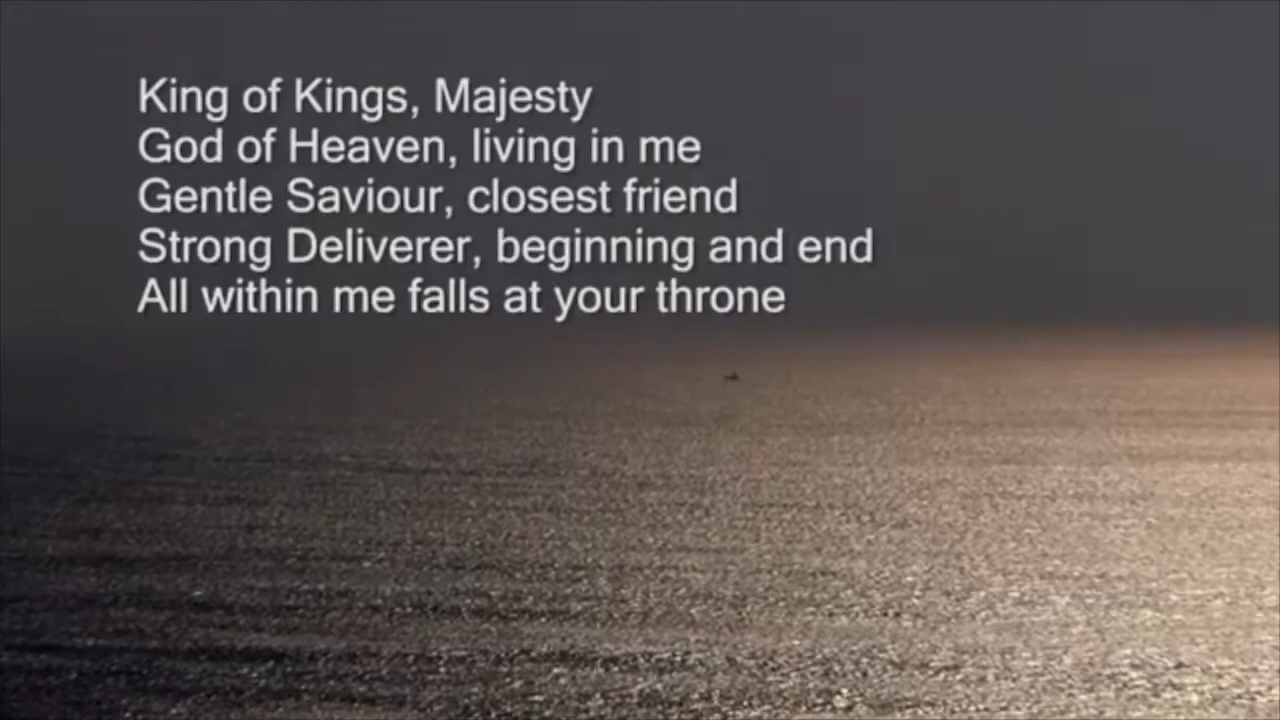 King of Kings, Majesty
God of Heaven, living in me
Gentle Saviour, closest friend
Strong Deliverer, beginning and end
All within me falls at your throne